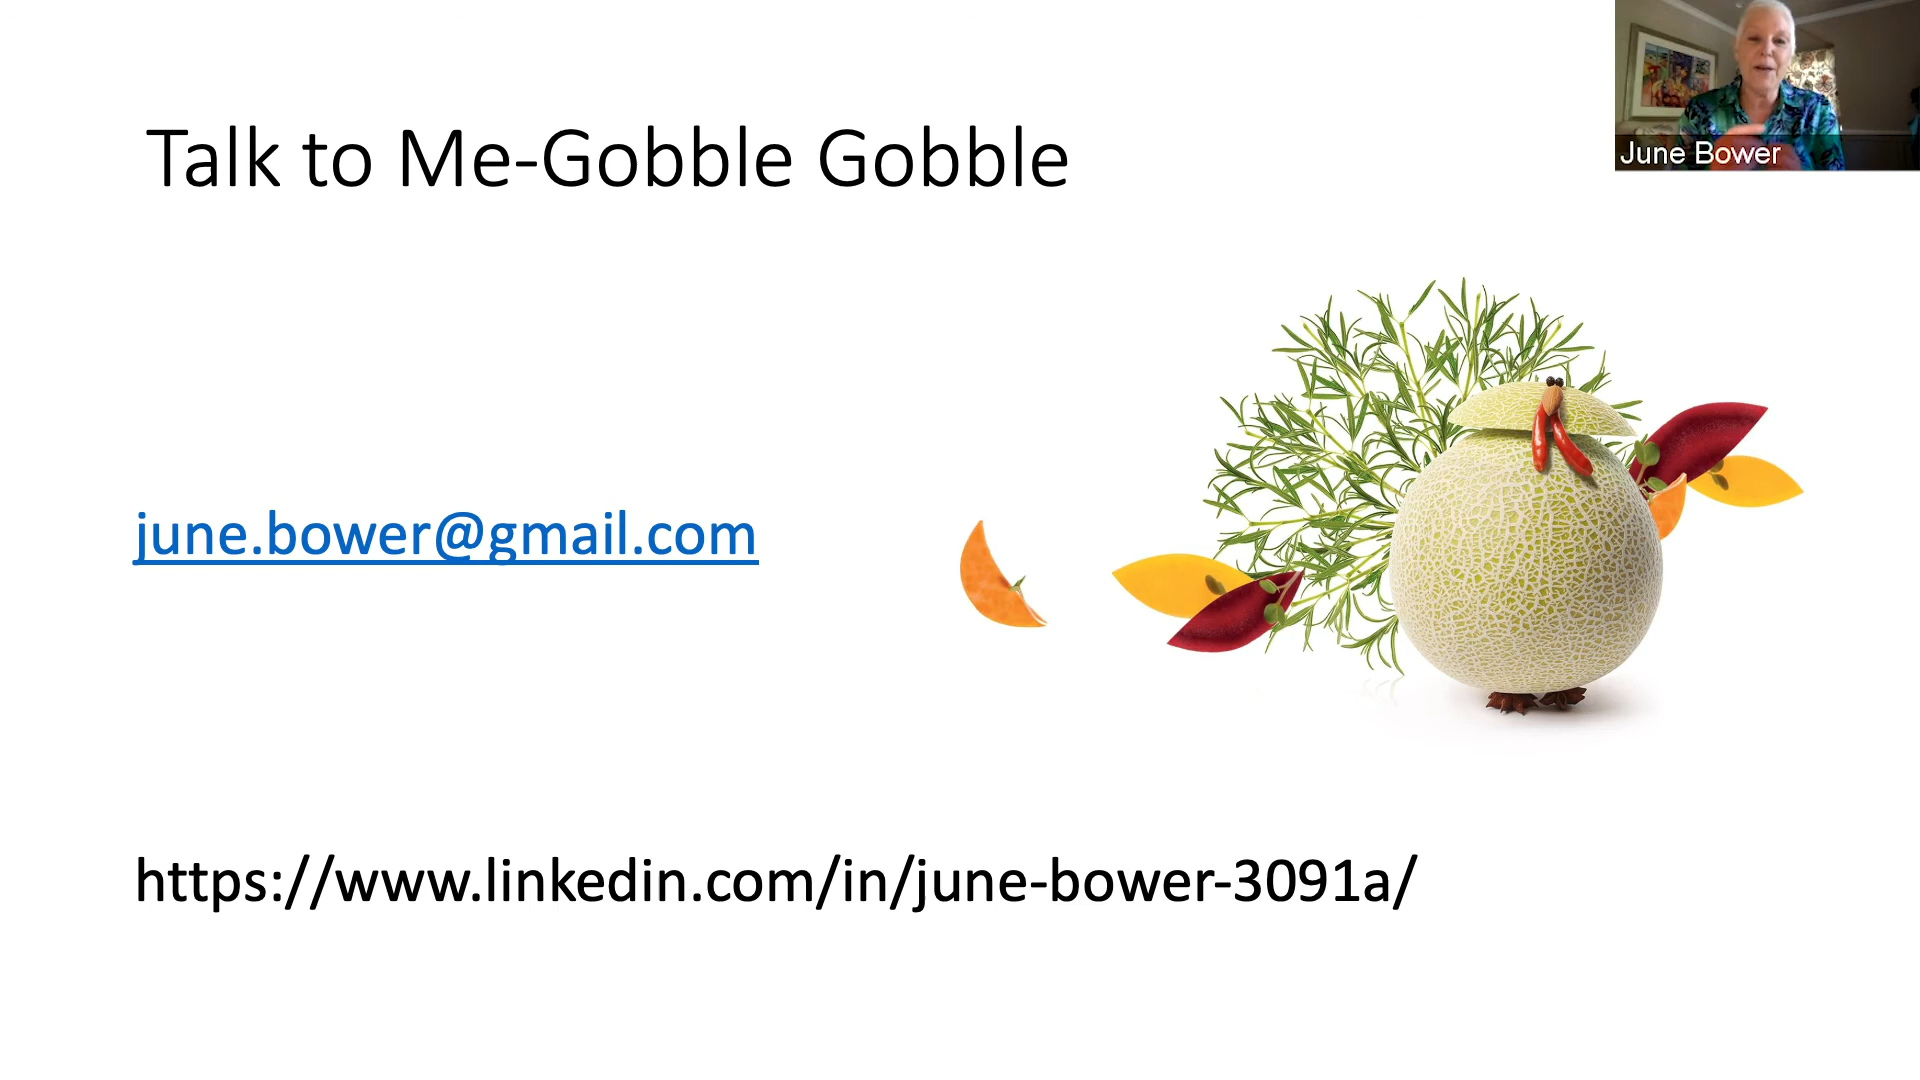 Talk to Me-Gobble Gobble
June Bower
june.bower@gmail.com
https://www.linkedin.com/in/june-bower-3091a/